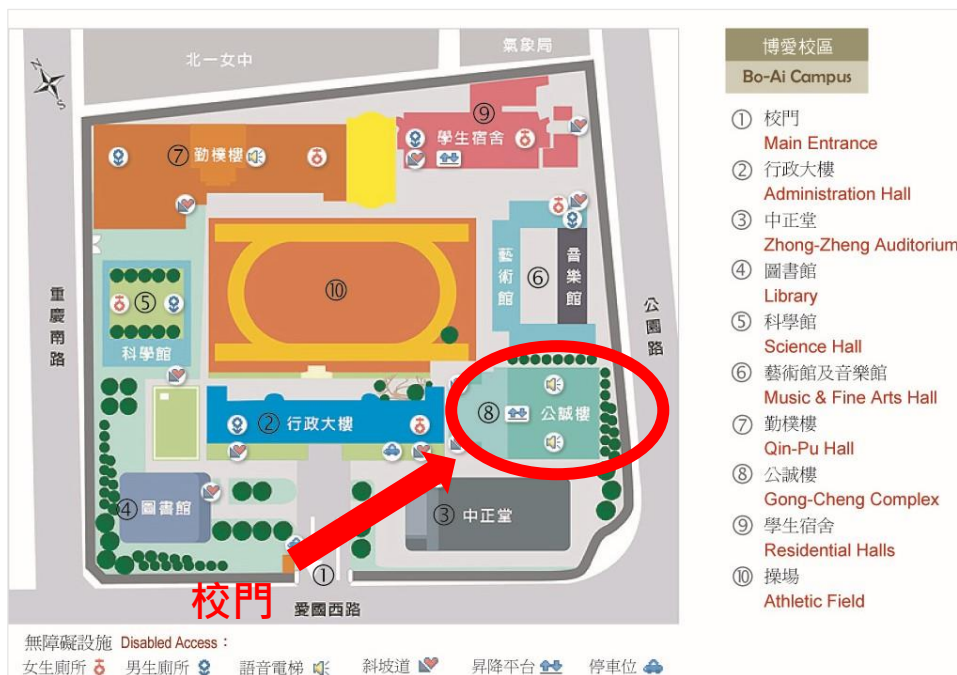 北一女中
氣象局
N
S
⑨
學生宿舍
⑦ 勤樸樓
⑩
藝術館
⑥
音樂館
⑤
科學館
重慶南路
公園路
② 行政大樓
⑧ 公誠樓
④ 圖書館
③ 中正堂
①
校門
愛國西路
博愛校區
Bo-Ai Campus
① 校門
Main Entrance
② 行政大樓
Administration Hall
③ 中正堂
Zhong-Zheng Auditorium
④ 圖書館
Library
⑤ 科學館
Science Hall
⑥ 藝術館及音樂館
Music & Fine Arts Hall
⑦ 勤樸樓
Qin-Pu Hall
⑧ 公誠樓
Gong-Cheng Complex
⑨ 學生宿舍
Residential Halls
⑩ 操場
Athletic Field
無障礙設施 Disabled Access：
女生廁所 男生廁所 語音電梯 斜坡道 昇降平台 停車位